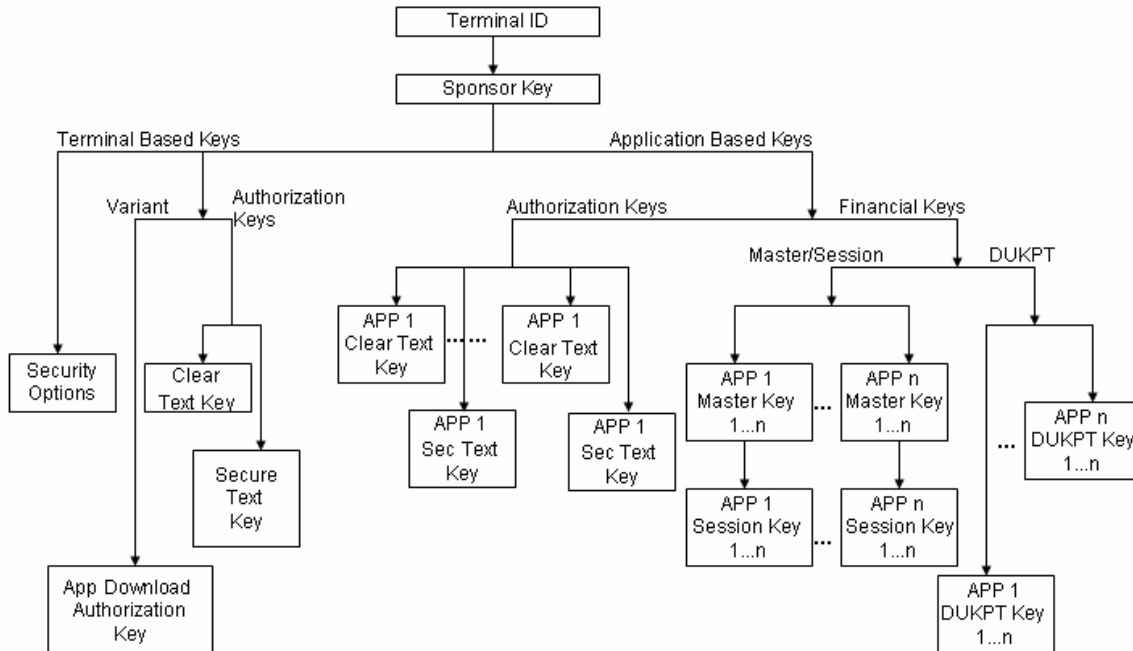 Terminal ID
Sponsor Key
Terminal Based Keys
Application Based Keys
Variant
Authorization
Keys
Authorization Keys
Financial Keys
Master/Session
DUKPT
APP 1
Clear Text
Key
...... 
APP 1
Clear Text
Key
Security
Options
Clear
Text Key
APP 1
Master Key
1...n
...
APP n
Master Key
1...n
APP 1
Sec Text
Key
APP 1
Sec Text
Key
...
APP n
DUKPT Key
1...n
Secure
Text
Key
APP 1
Session Key
1...n
...
APP n
Session Key
1...n
App Download
Authorization
Key
APP 1
DUKPT Key
1...n